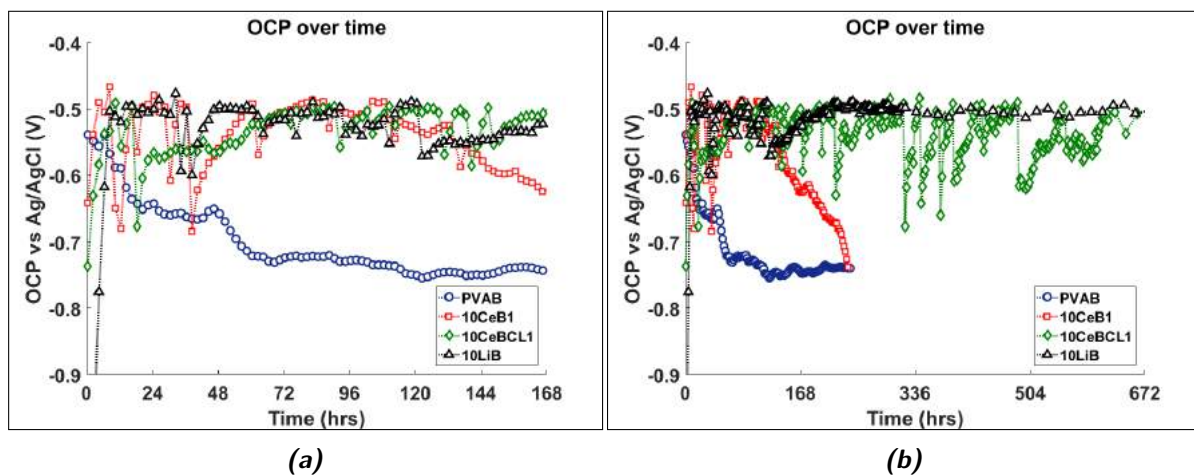 OCP over time
-0.4
-0.5
-0.6
-0.7
-0.8
-0.9
OCP vs Ag/AgCl (V)
PVAB
10CeB1
10CeBCL1
10LiB
0 24 48 72 96 120 144 168
Time (hrs)
(a)
OCP over time
-0.4
-0.5
-0.6
-0.7
-0.8
-0.9
OCP vs Ag/AgCl (V)
PVAB
10CeB1
10CeBCL1
10LiB
0 168 336 504 672
Time (hrs)
(b)